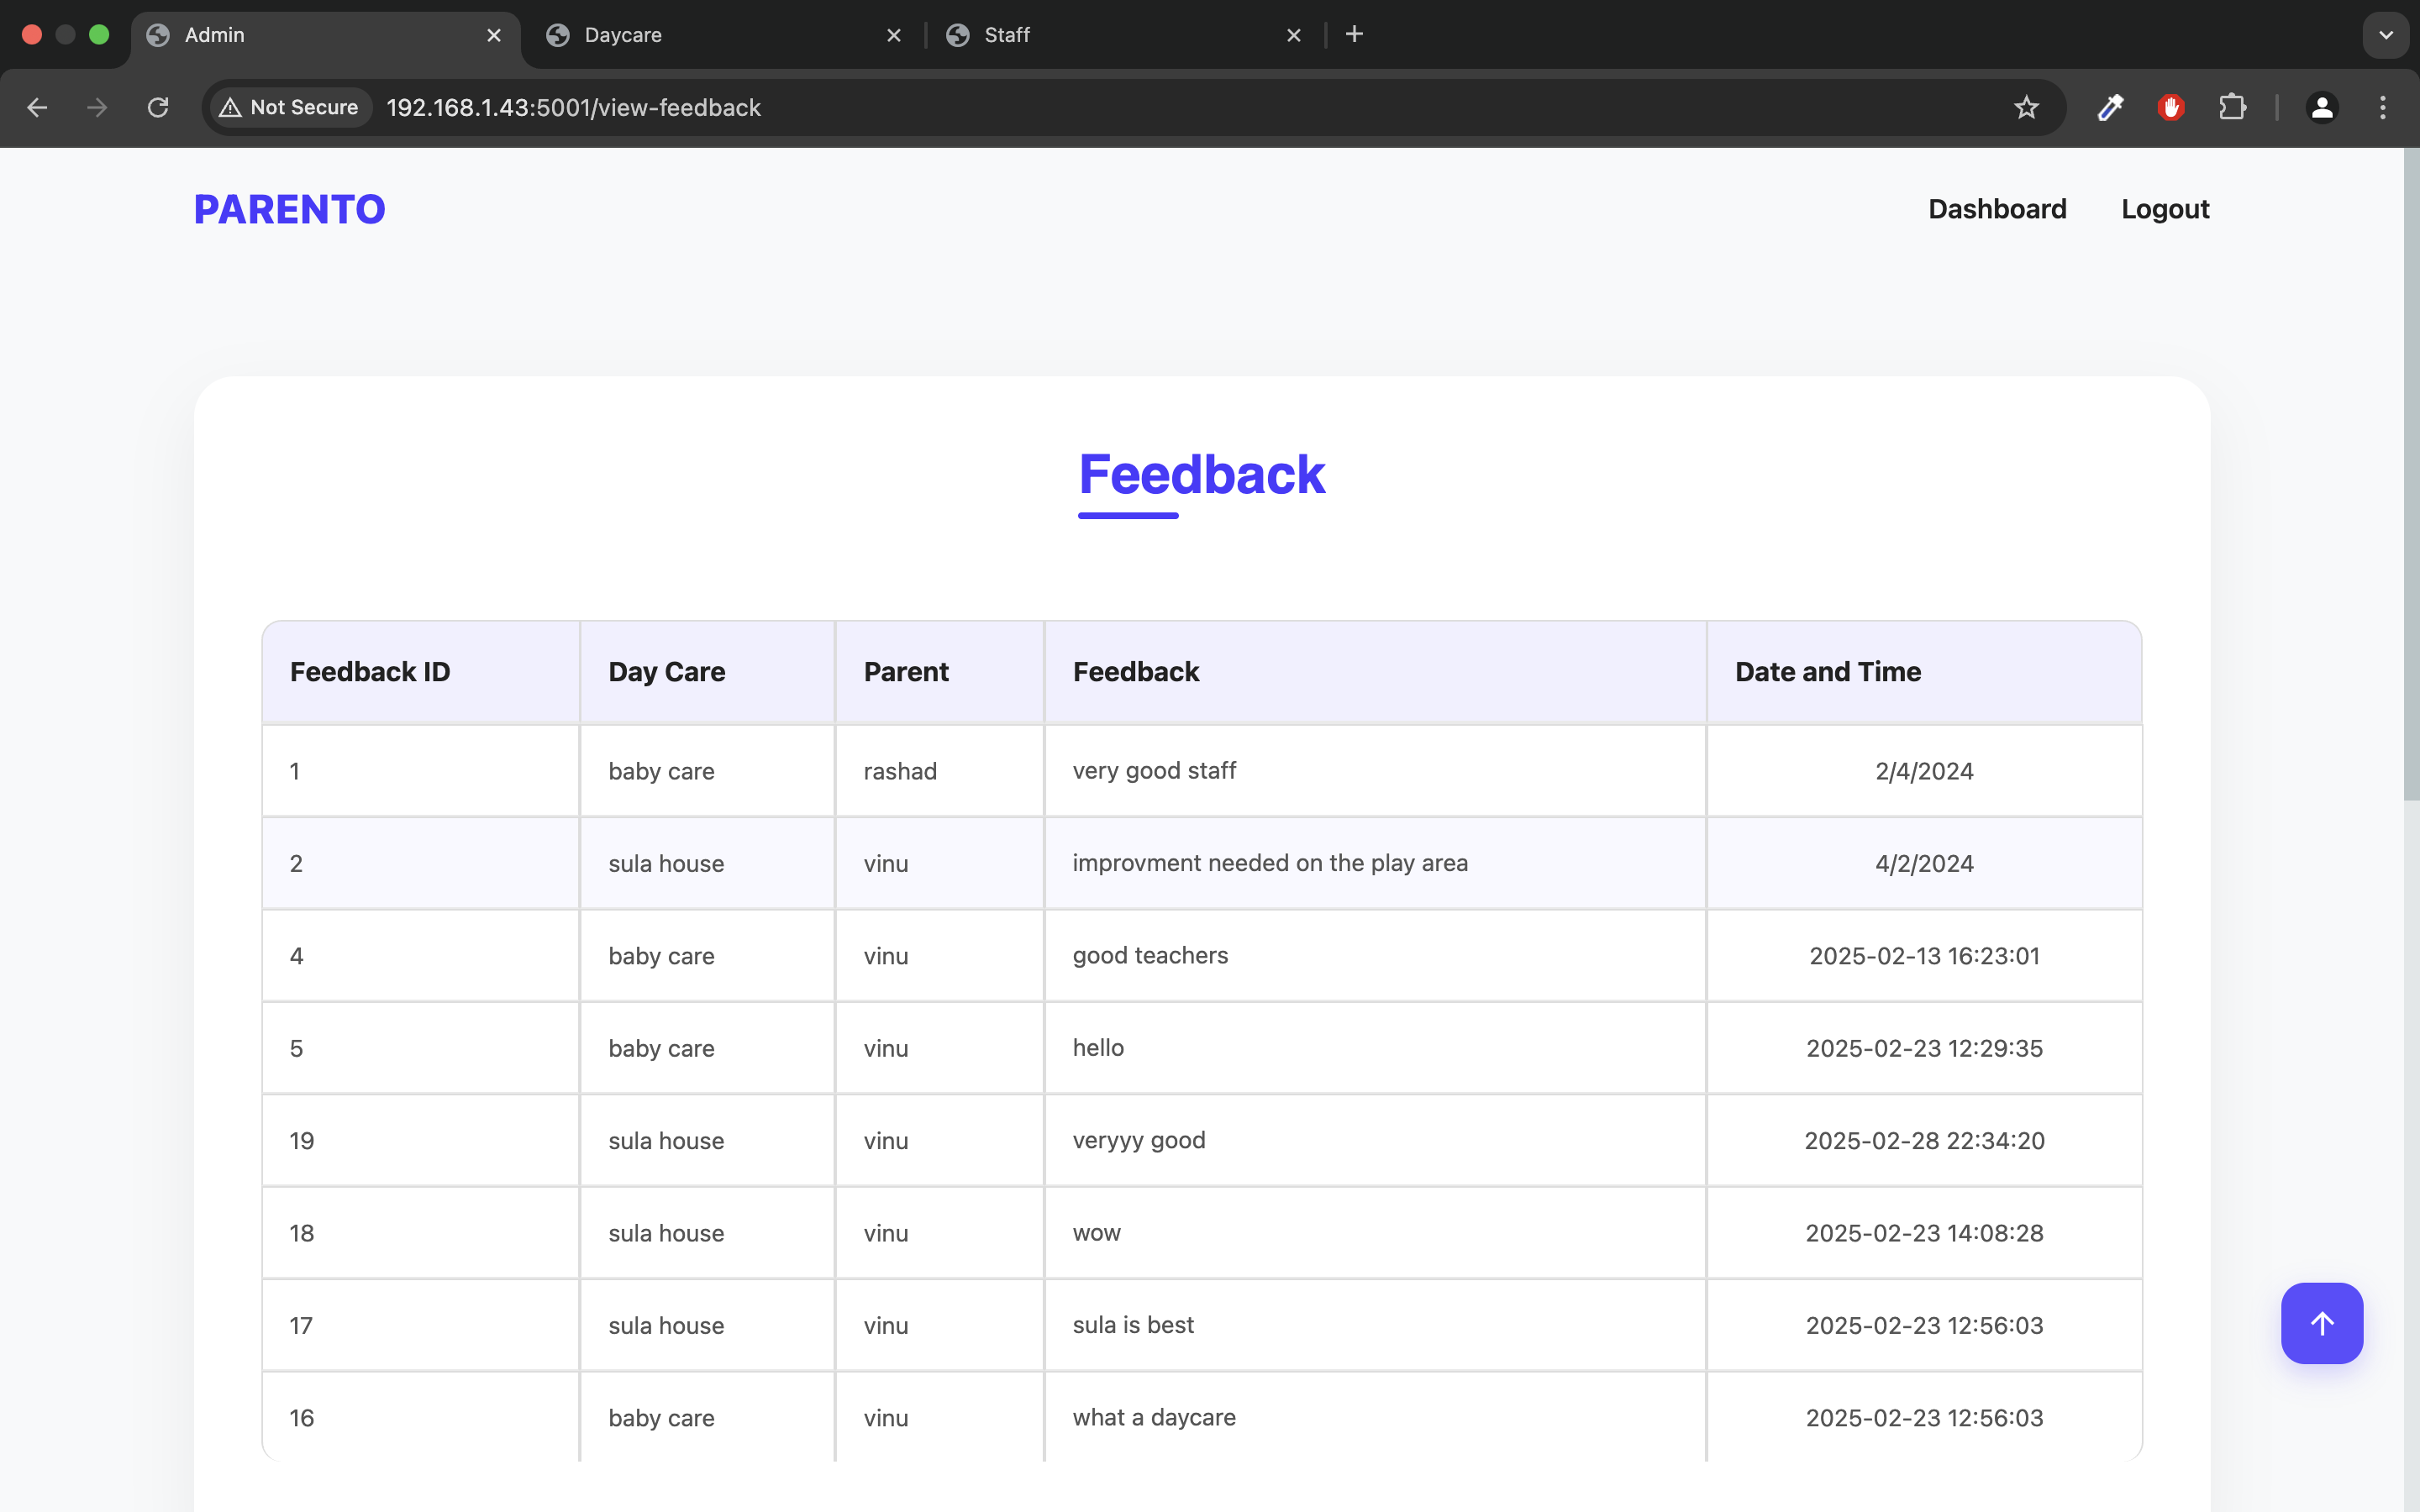 Admin
Daycare
Staff
Not Secure 192.168.1.43:5001/view-feedback
PARENTO
Dashboard Logout
Feedback
Feedback ID Day Care Parent Feedback Date and Time
1 baby care rashad very good staff 2/4/2024
2 sula house vinu improvment needed on the play area 4/2/2024
4 baby care vinu good teachers 2025-02-13 16:23:01
5 baby care vinu hello 2025-02-23 12:29:35
19 sula house vinu veryyy good 2025-02-28 22:34:20
18 sula house vinu wow 2025-02-23 14:08:28
17 sula house vinu sula is best 2025-02-23 12:56:03
16 baby care vinu what a daycare 2025-02-23 12:56:03